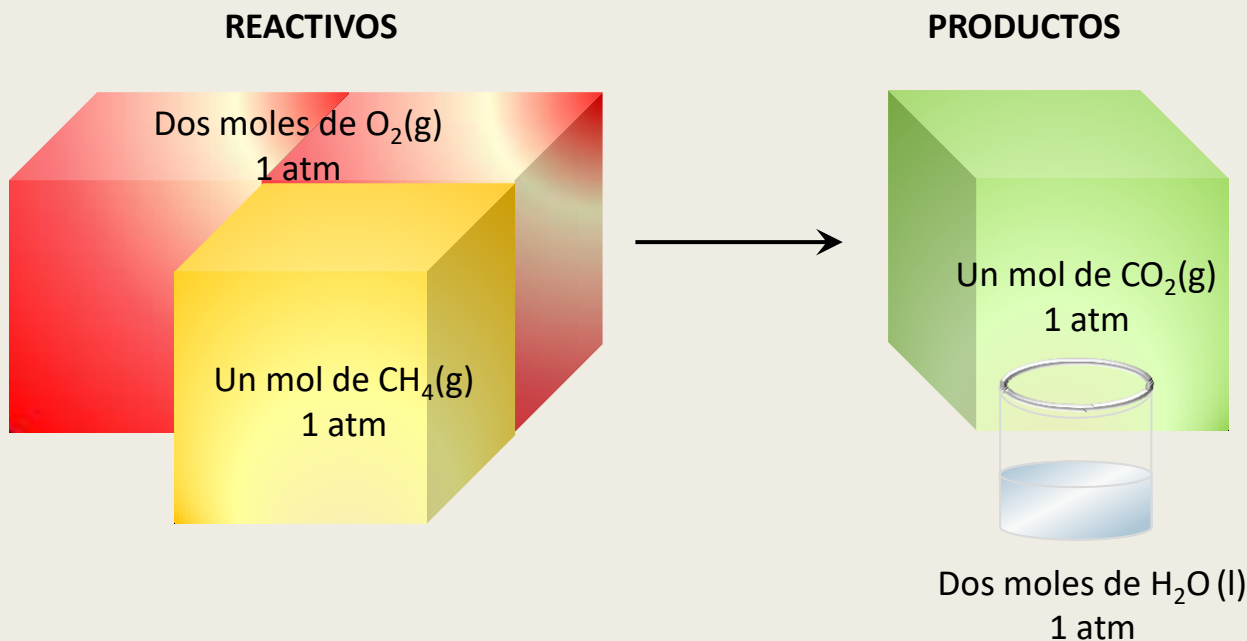 REACTIVOS
PRODUCTOS
Dos moles de O₂(g)
1 atm
Un mol de CH₄(g)
1 atm
Un mol de CO₂(g)
1 atm
Dos moles de H₂O (l)
1 atm